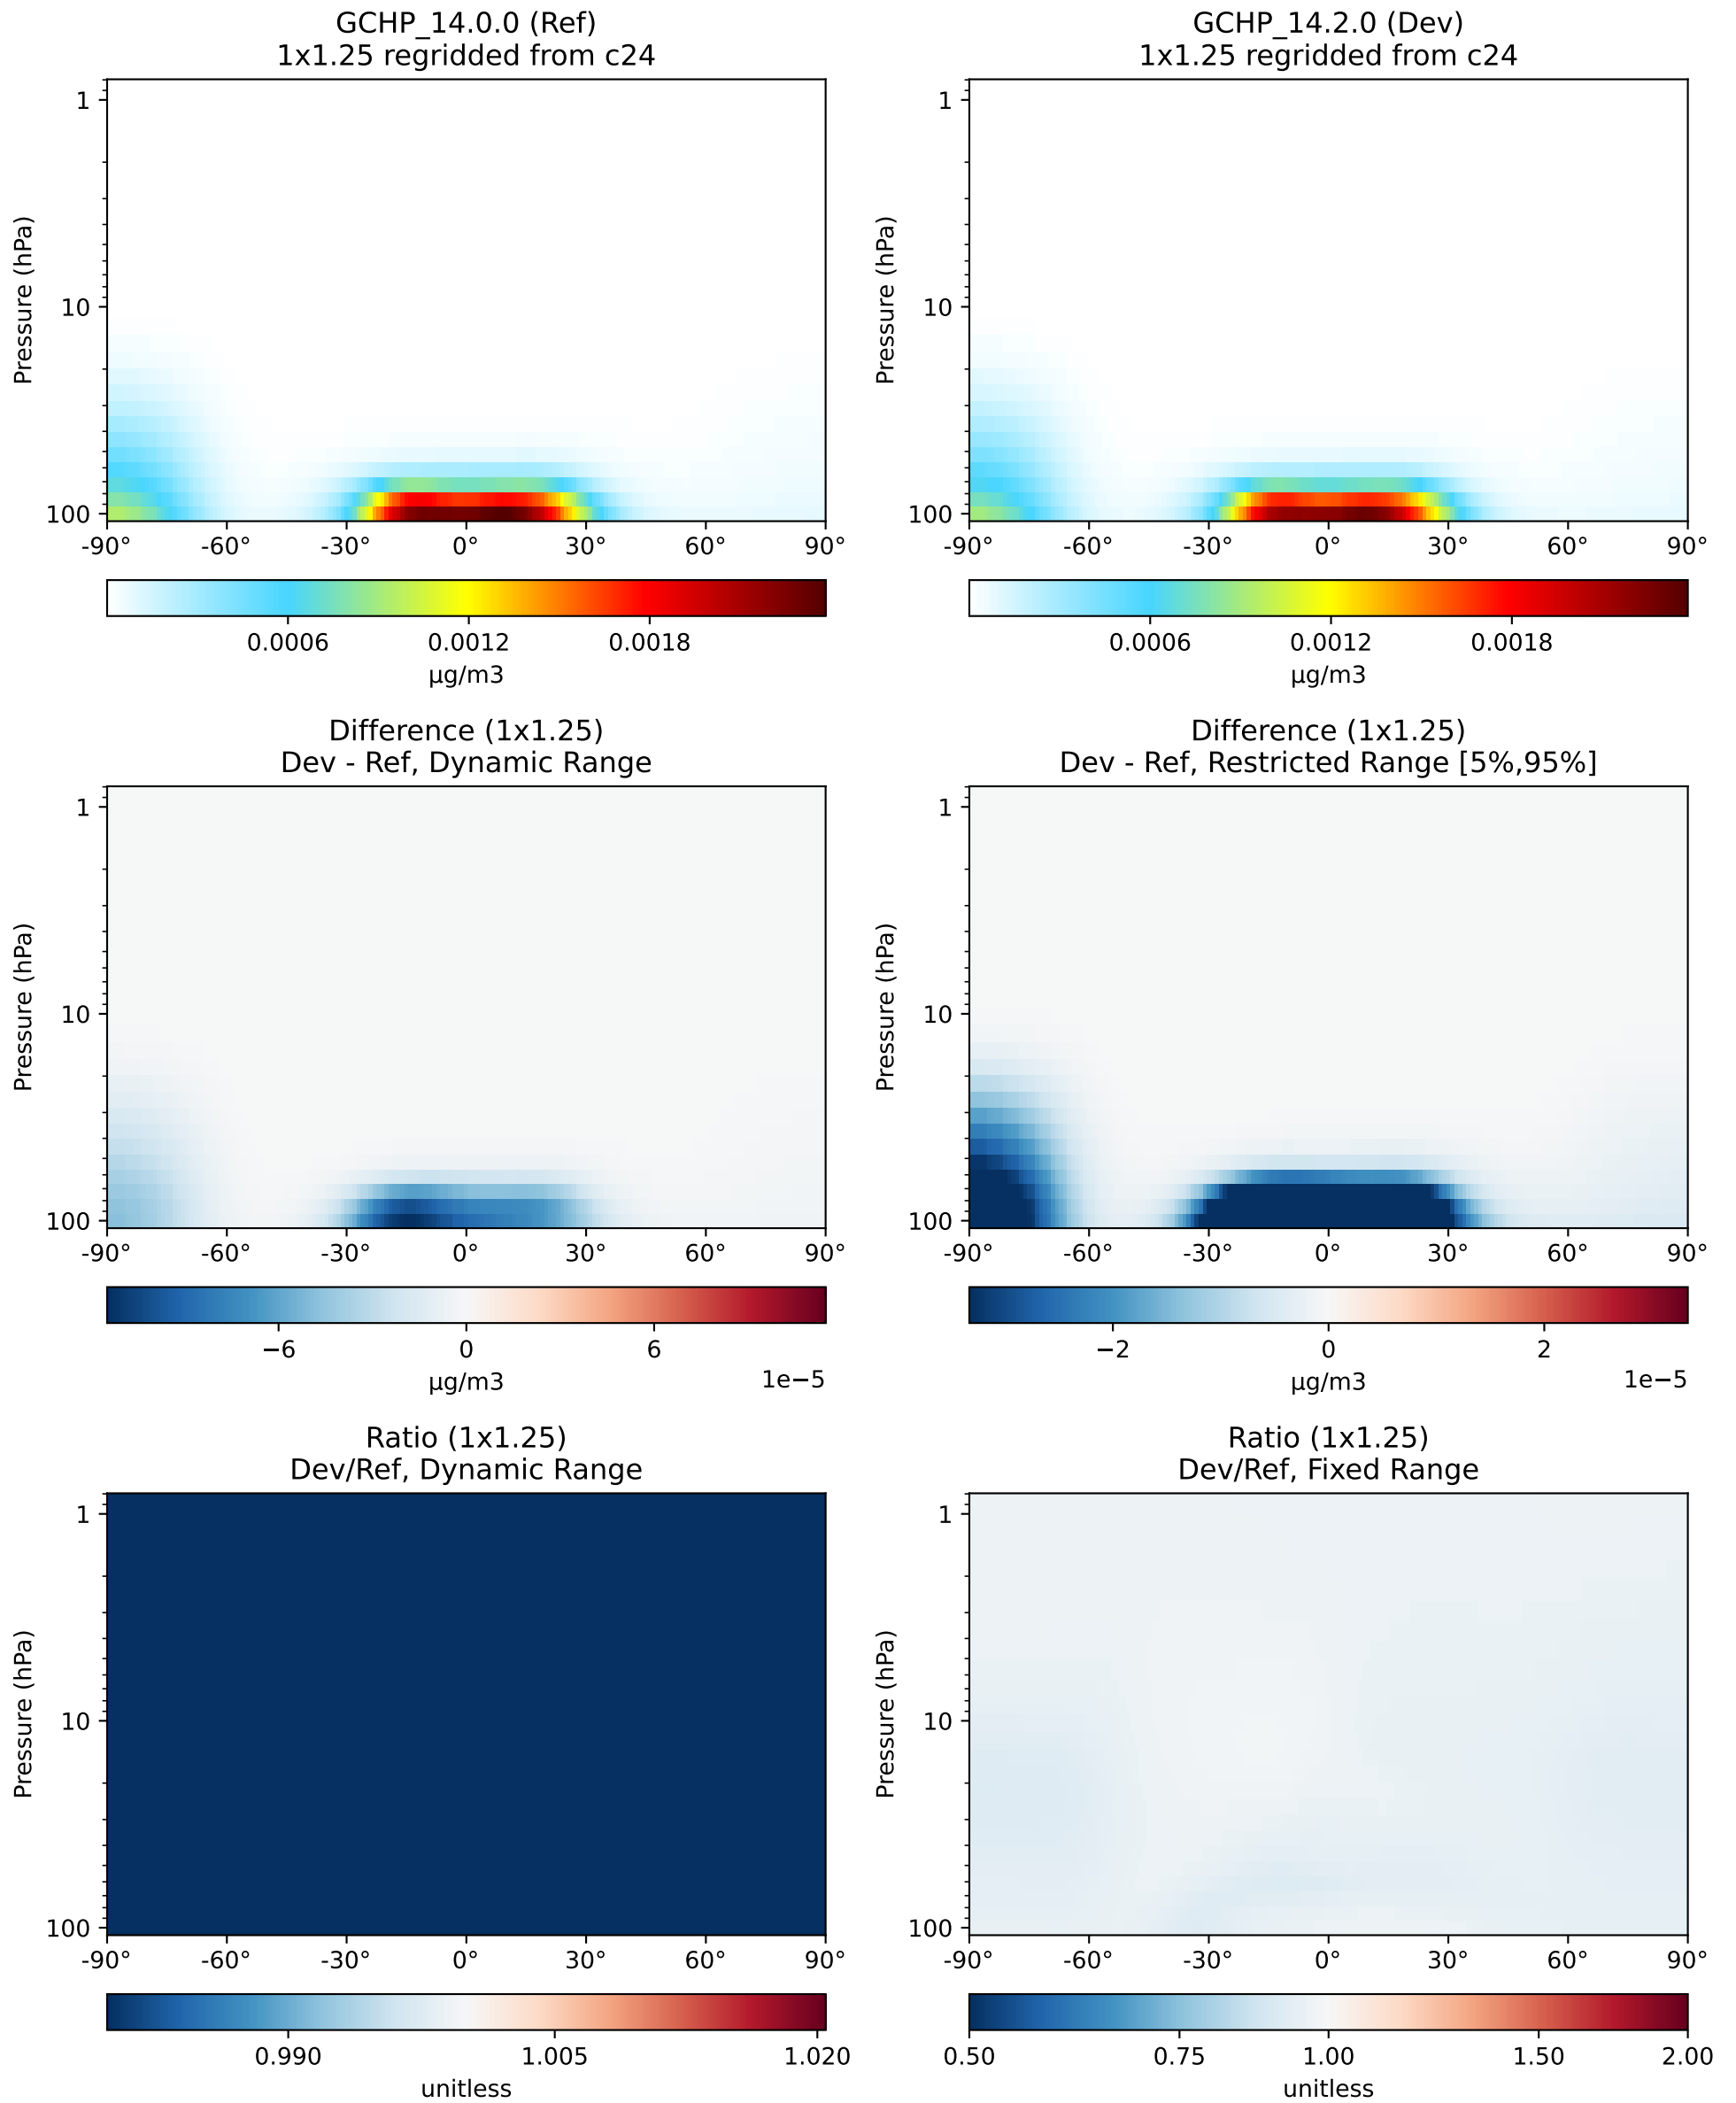 GCHP_14.0.0 (Ref)
1x1.25 regridded from c24
Pressure (hPa)
1
10
100
-90° -60° -30° 0° 30° 60° 90°
0.0006 0.0012 0.0018
µg/m3
GCHP_14.2.0 (Dev)
1x1.25 regridded from c24
Pressure (hPa)
1
10
100
-90° -60° -30° 0° 30° 60° 90°
0.0006 0.0012 0.0018
µg/m3
Difference (1x1.25)
Dev - Ref, Dynamic Range
Pressure (hPa)
1
10
100
-90° -60° -30° 0° 30° 60° 90°
−6 0 6
µg/m3
1e−5
Difference (1x1.25)
Dev - Ref, Restricted Range [5%,95%]
Pressure (hPa)
1
10
100
-90° -60° -30° 0° 30° 60° 90°
−2 0 2
µg/m3
1e−5
Ratio (1x1.25)
Dev/Ref, Dynamic Range
Pressure (hPa)
1
10
100
-90° -60° -30° 0° 30° 60° 90°
0.990 1.005 1.020
unitless
Ratio (1x1.25)
Dev/Ref, Fixed Range
Pressure (hPa)
1
10
100
-90° -60° -30° 0° 30° 60° 90°
0.50 0.75 1.00 1.50 2.00
unitless